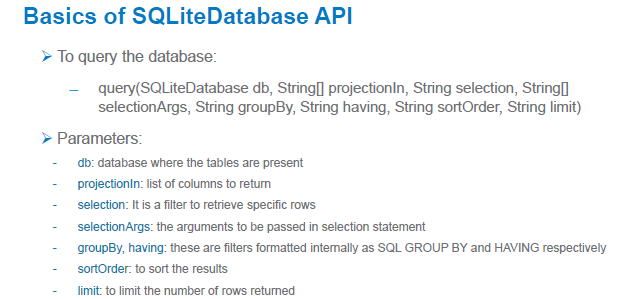 Basics of SQLiteDatabase API
➢ To query the database:
– query(SQLiteDatabase db, String[] projectionIn, String selection, String[]
selectionArgs, String groupBy, String having, String sortOrder, String limit)
➢ Parameters:
- db: database where the tables are present
- projectionIn: list of columns to return
- selection: It is a filter to retrieve specific rows
- selectionArgs: the arguments to be passed in selection statement
- groupBy, having: these are filters formatted internally as SQL GROUP BY and HAVING respectively
- sortOrder: to sort the results
- limit: to limit the number of rows returned